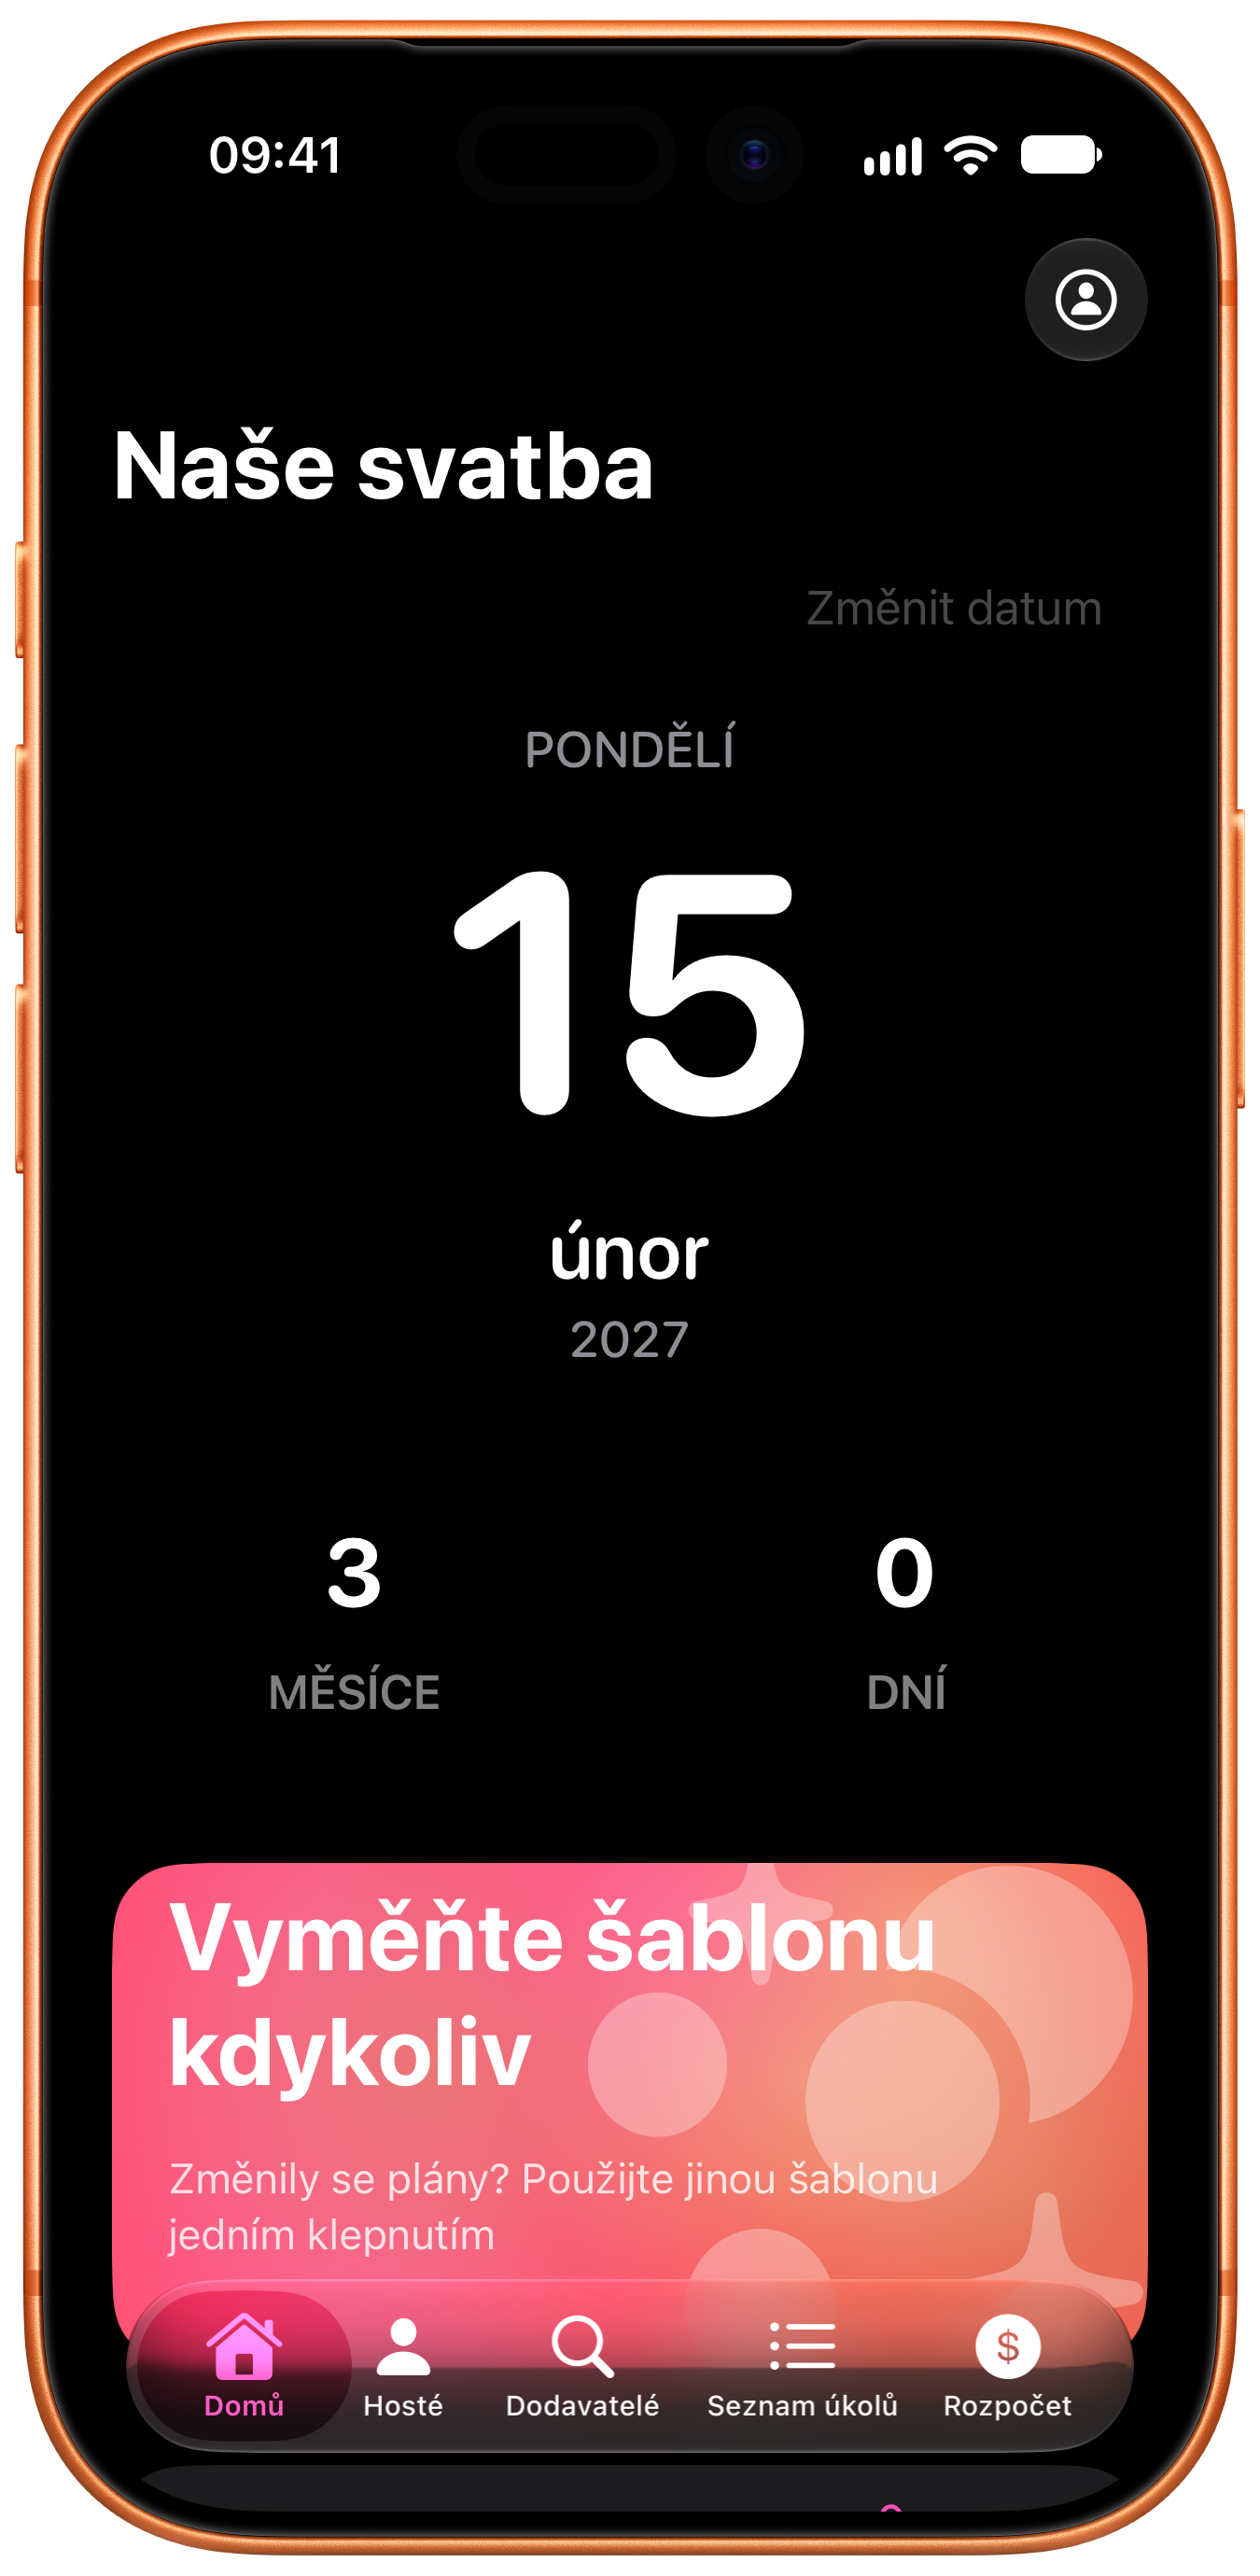 09:41
Naše svatba
Změnit datum
PONDĚLÍ
15
únor
2027
3
0
MĚSÍCE
DNÍ
Vyměňte šablonu
kdykoliv
Změnily se plány? Použijte jinou šablonu
jedním klepnutím
$
Domů
Hosté
Dodavatelé
Seznam úkolů
Rozpočet